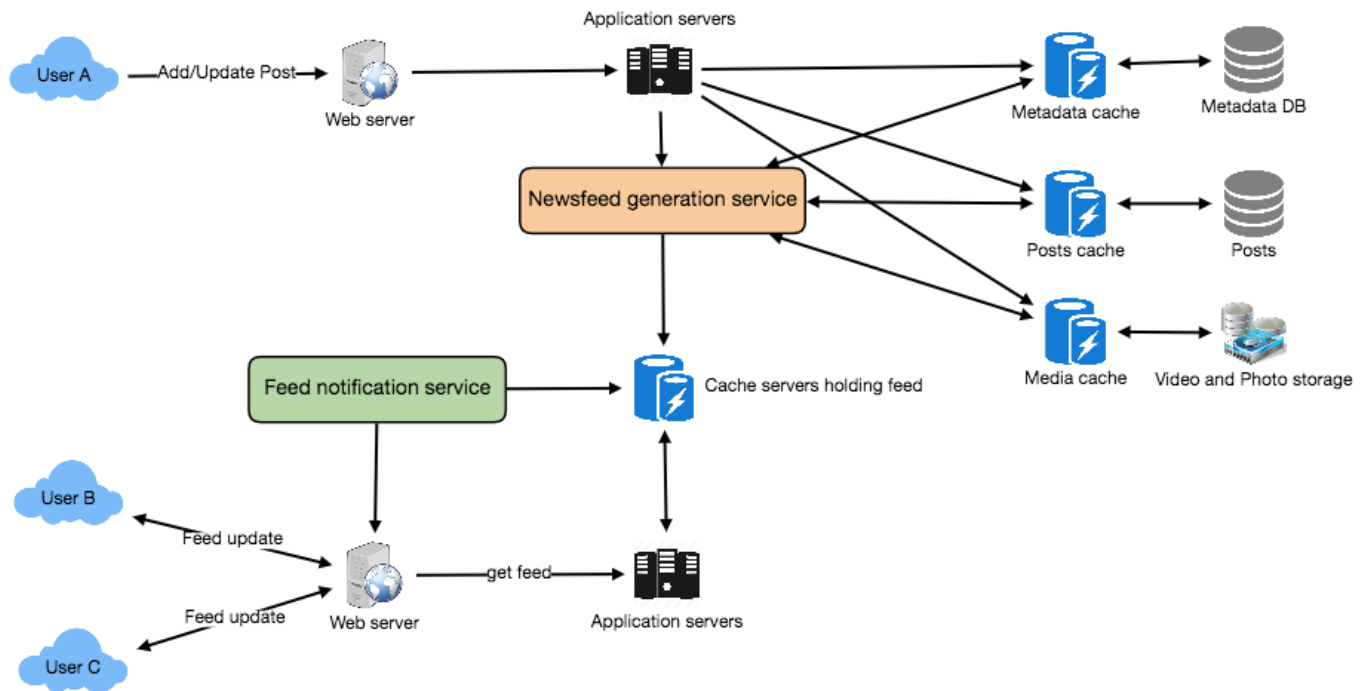 Application servers
User A
Add/Update Post
Web server
Metadata cache
Metadata DB
Newsfeed generation service
Posts cache
Posts
Media cache
Video and Photo storage
Feed notification service
Cache servers holding feed
User B
Feed update
get feed
Feed update
Web server
Application servers
User C